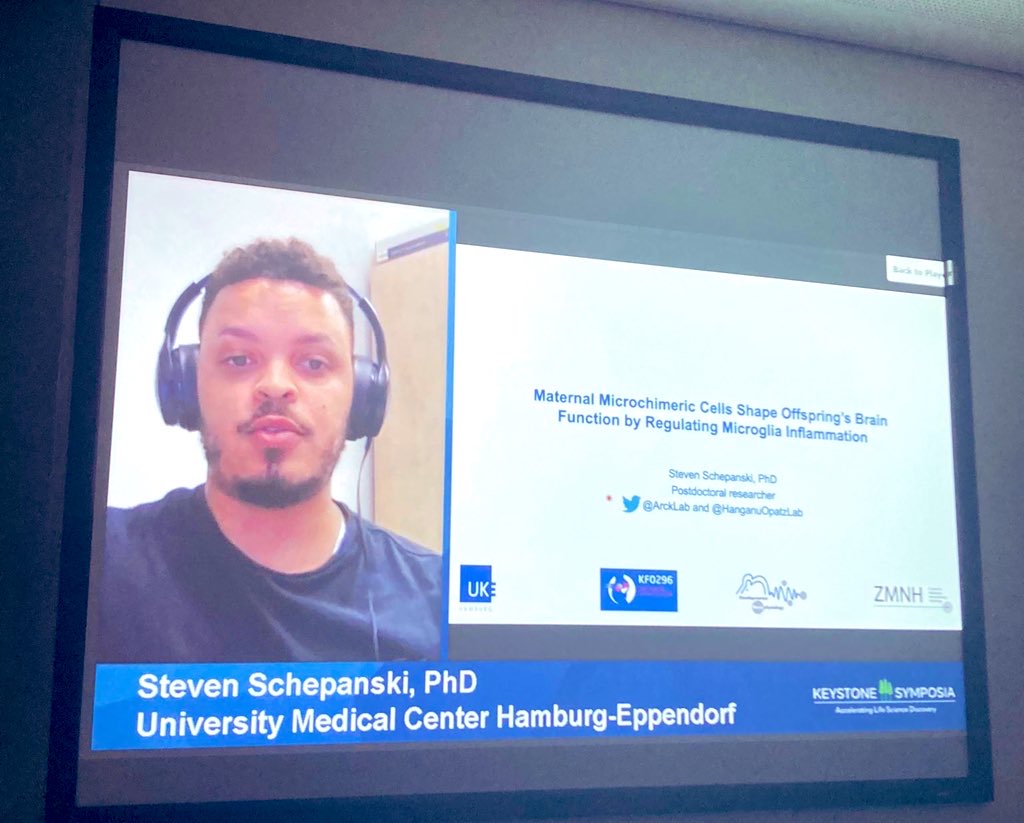 Back to Play
Maternal Microchimeric Cells Shape Offspring's Brain
Function by Regulating Microglia Inflammation
Steven Schepanski, PhD
Postdoctoral researcher
@ArckLab and @HanganuOpatzLab
UKE
HAMBURG
KFO296
ZMNH
Steven Schepanski, PhD
University Medical Center Hamburg-Eppendorf
KEYSTONE SYMPOSIA
Accelerating Life Science Discovery